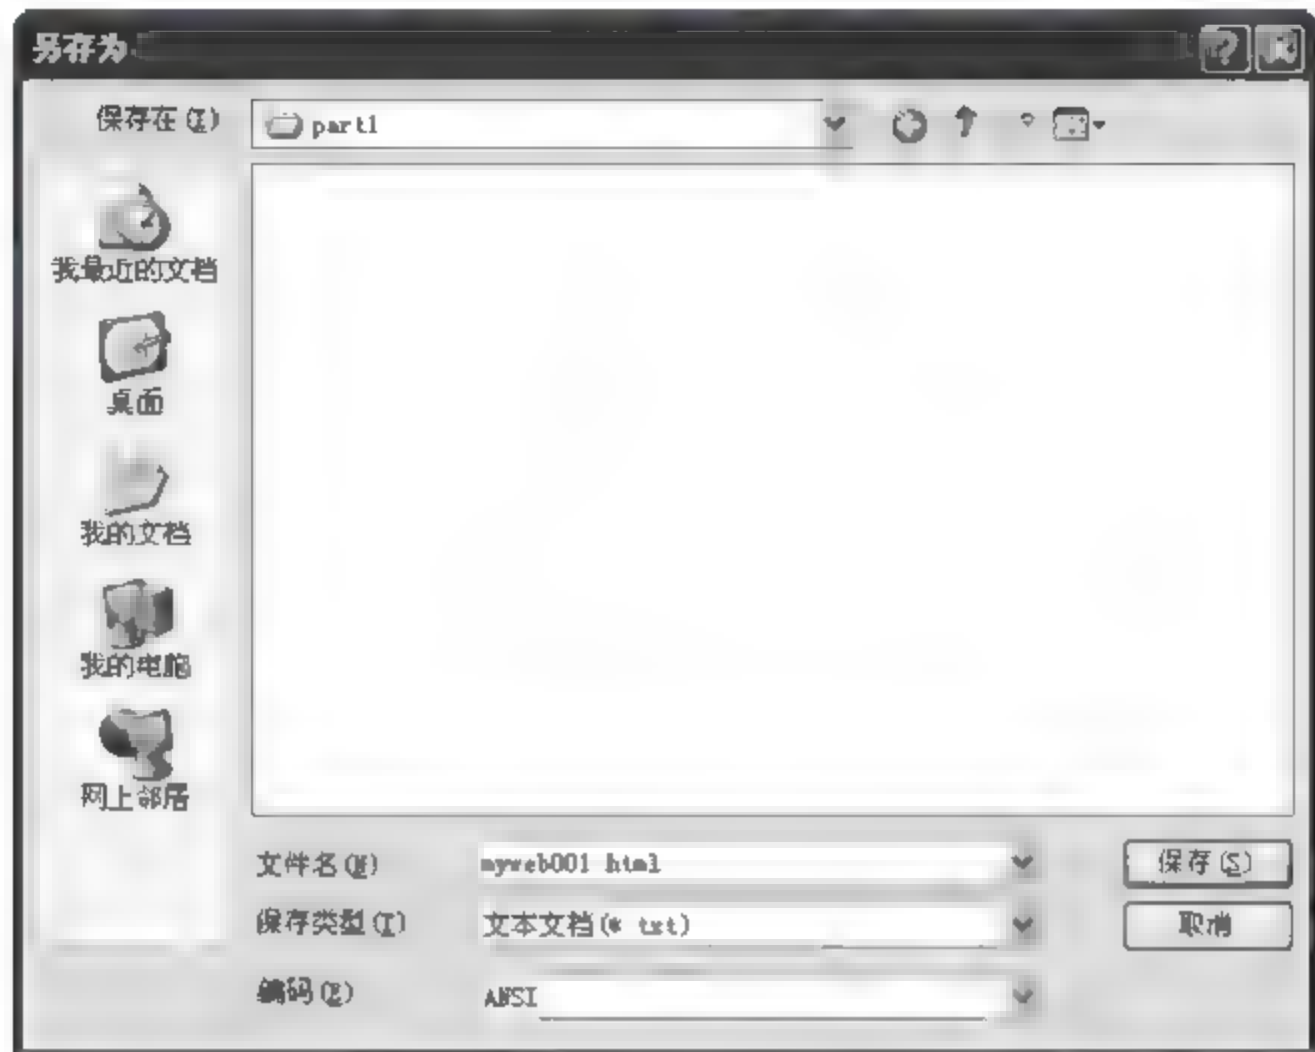 另存为
保存在(I)
part1
我最近的文档
桌面
我的文档
我的电脑
网上邻居
文件名(N)
myweb001 html
保存(S)
保存类型(T)
文本文档(* txt)
取消
编码(E)
ANSI